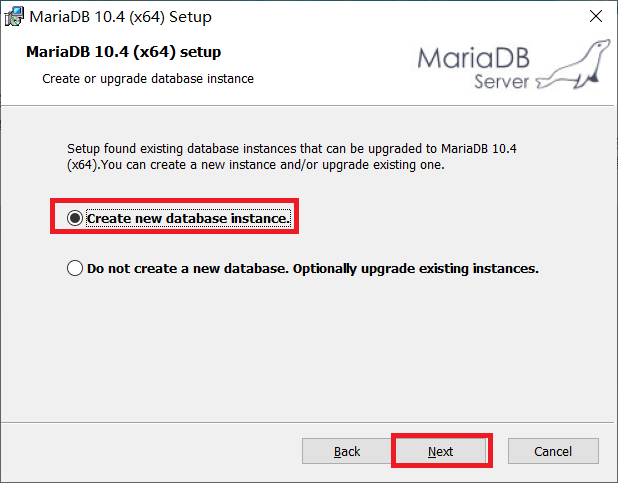 MariaDB 10.4 (x64) Setup
MariaDB 10.4 (x64) setup
Create or upgrade database instance
MariaDB
Server
Setup found existing database instances that can be upgraded to MariaDB 10.4
(x64).You can create a new instance and/or upgrade existing one.
Create new database instance.
Do not create a new database. Optionally upgrade existing instances.
Back
Next
Cancel